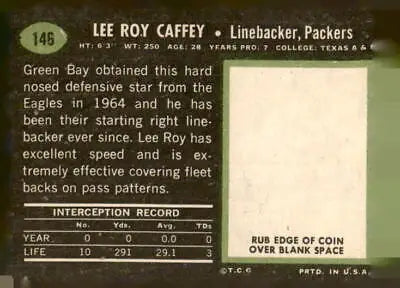 146
LEE ROY CAFFEY • Linebacker, Packers
HT: 6'3" WT: 250 AGE: 28 YEARS PRO: 7 COLLEGE: TEXAS A &
Green Bay obtained this hard
nosed defensive star from the
Eagles in 1964 and he has
been their starting right line-
backer ever since. Lee Roy has
excellent speed and is ex-
tremely effective covering fleet
backs on pass patterns.
INTERCEPTION RECORD
No. Yds. Avg. TDs
YEAR 0 0 0.0 0
LIFE 10 291 29.1 3
RUB EDGE OF COIN
OVER BLANK SPACE
©T.C.G. PRTD. IN U.S.A.